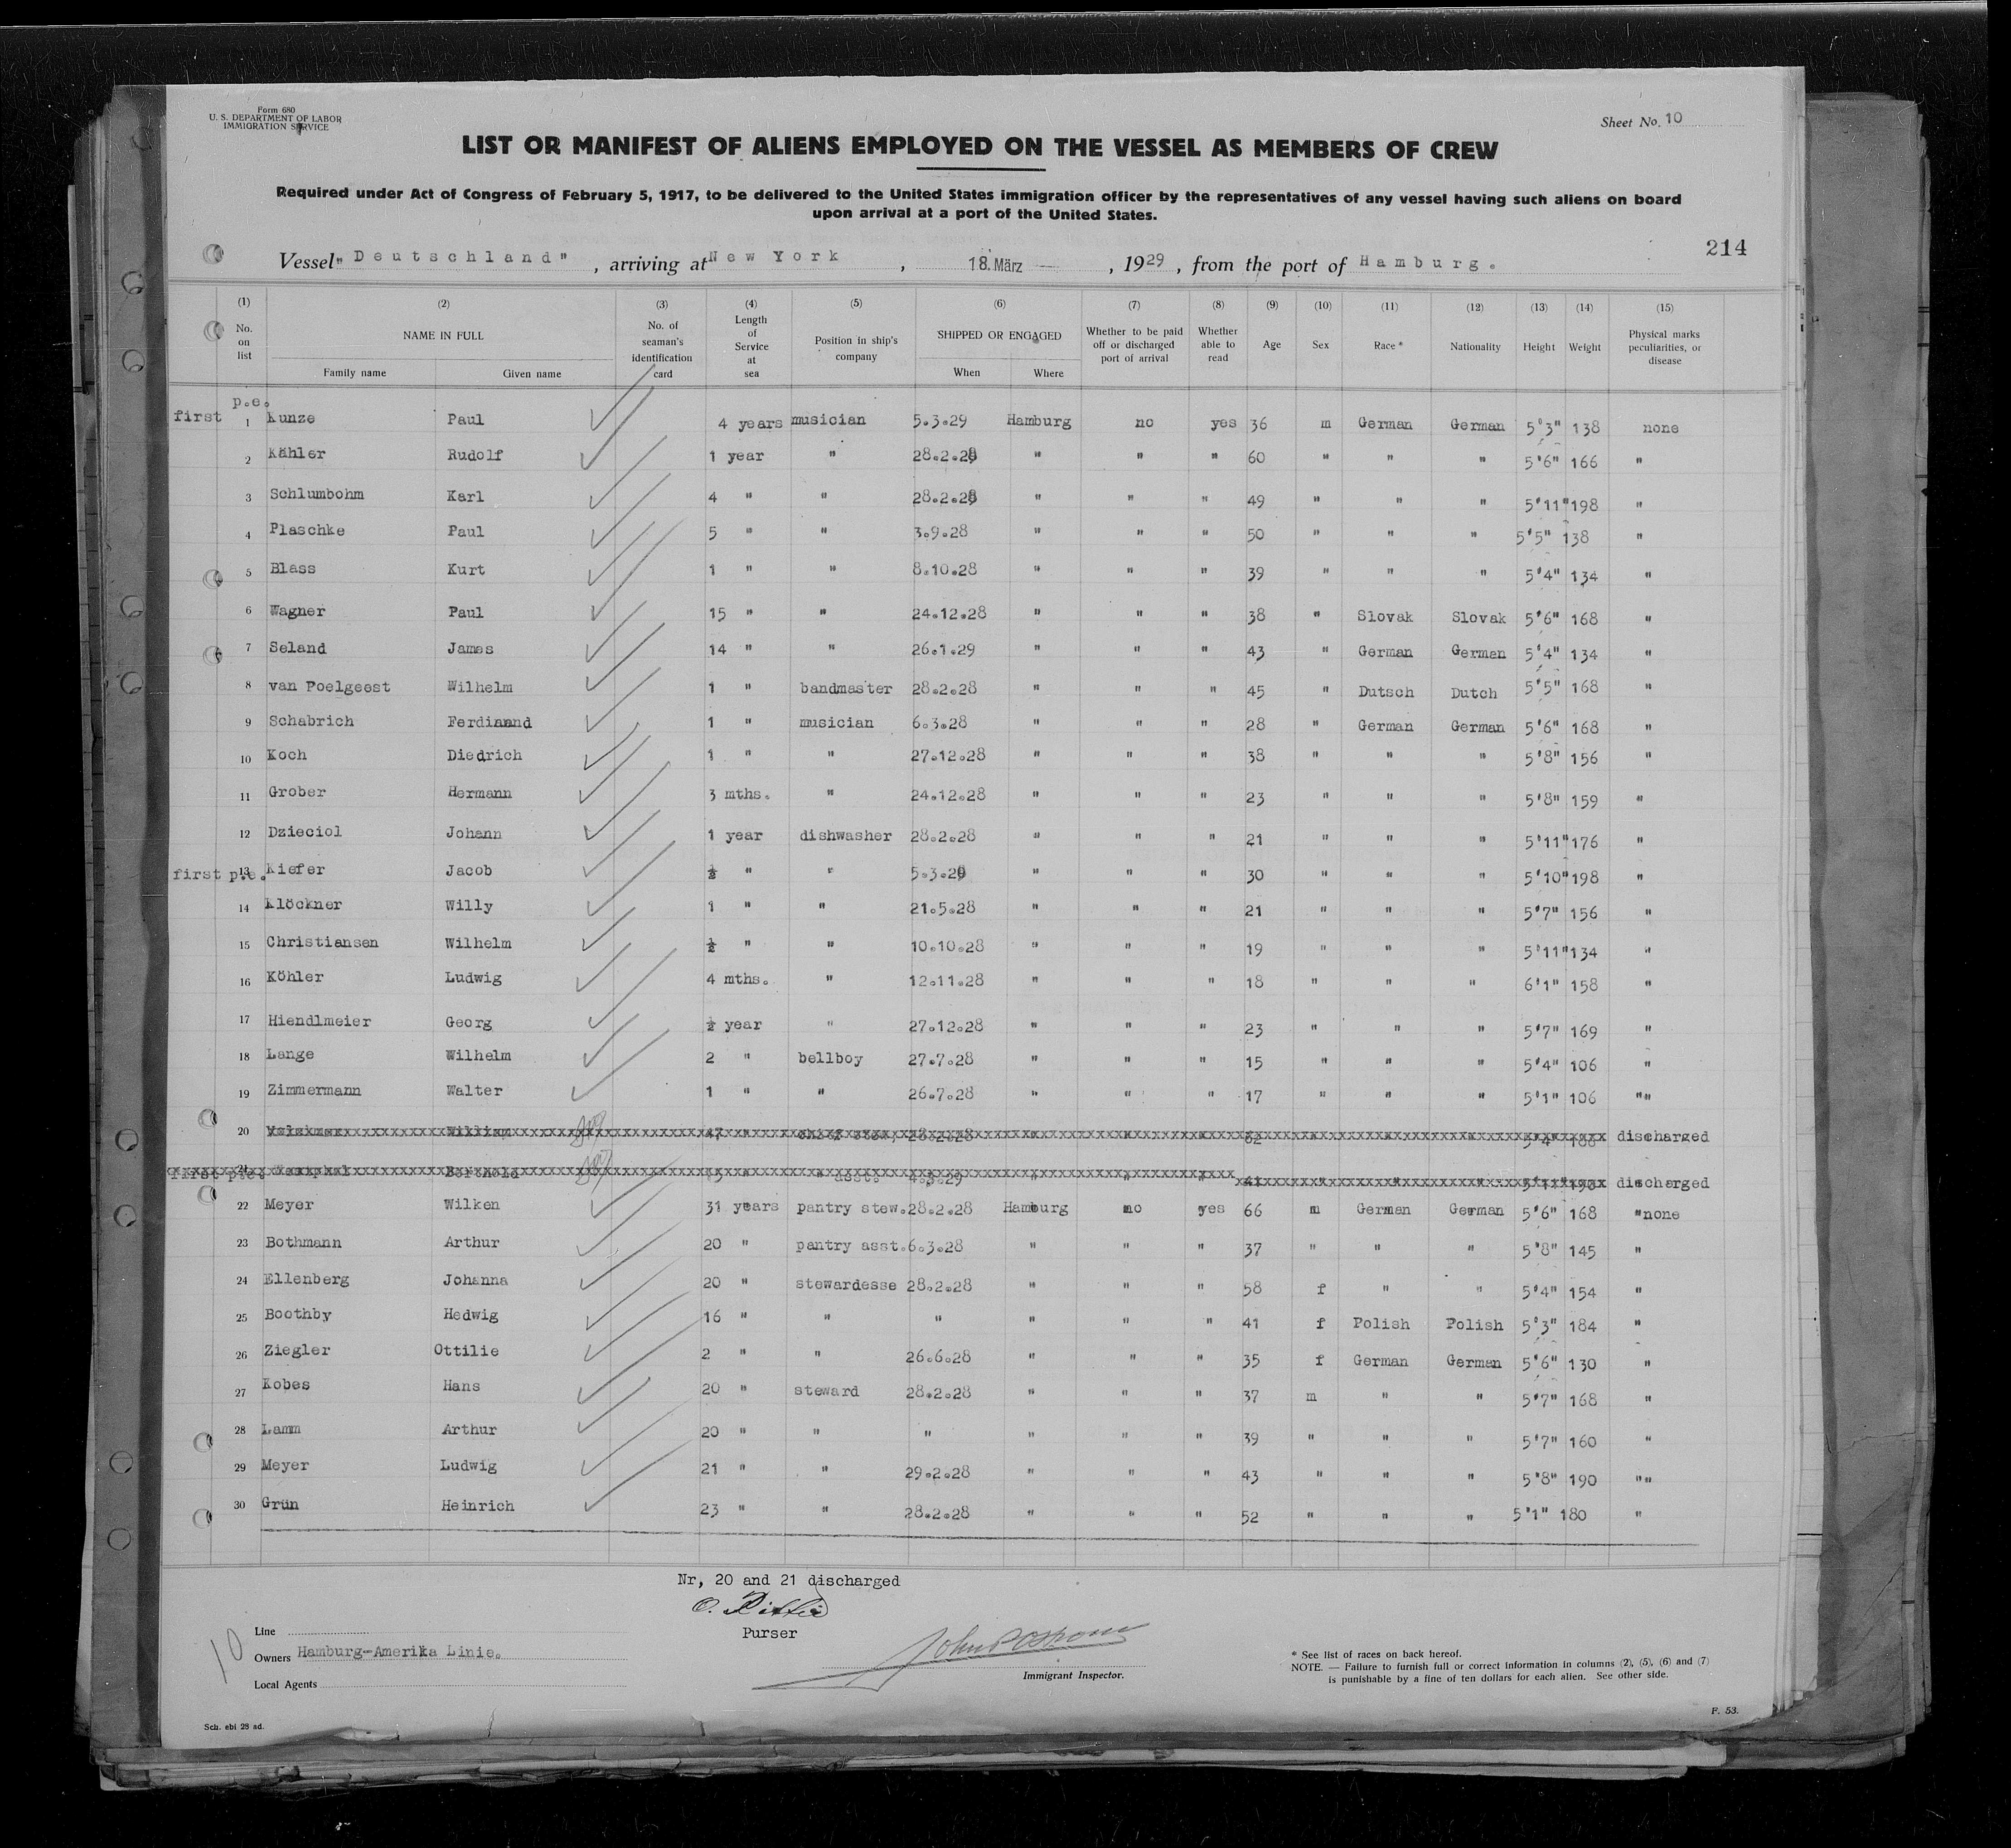 Form 680
U. S. DEPARTMENT OF LABOR
IMMIGRATION SERVICE
Sheet No. 10
LIST OR MANIFEST OF ALIENS EMPLOYED ON THE VESSEL AS MEMBERS OF CREW
Required under Act of Congress of February 5, 1917, to be delivered to the United States immigration officer by the representatives of any vessel having such aliens on board
upon arrival at a port of the United States.
214
Vessel "Deutschland", arriving at New York, 18. März, 1929, from the port of Hamburg.
(1) (2) (3) (4) (5) (6) (7) (8) (9) (10) (11) (12) (13) (14) (15)
No. on list NAME IN FULL Family name Given name No. of seaman's identification card Length of Service at sea Position in ship's company SHIPPED OR ENGAGED When Where Whether to be paid off or discharged port of arrival Whether able to read Age Sex Race * Nationality Height Weight Physical marks peculiarities, or disease
first p.e. 1 Kunze Paul 4 years musician 5.3.29 Hamburg no yes 36 m German German 5'3" 138 none
2 Kähler Rudolf 1 year " 28.2.28 " " " 60 " " " 5'6" 166 "
3 Schlumbohm Karl 4 " " 28.2.28 " " " 49 " " " 5'11" 198 "
4 Plaschke Paul 5 " " 3.9.28 " " " 50 " " " 5'5" 138 "
5 Blass Kurt 1 " " 8.10.28 " " " 39 " " " 5'4" 134 "
6 Wagner Paul 15 " " 24.12.28 " " " 38 " Slovak Slovak 5'6" 168 "
7 Seland James 14 " " 26.1.29 " " " 43 " German German 5'4" 134 "
8 van Poelgeest Wilhelm 1 " bandmaster 28.2.28 " " " 45 " Dutsch Dutch 5'5" 168 "
9 Schabrich Ferdinand 1 " musician 6.3.28 " " " 28 " German German 5'6" 168 "
10 Koch Diedrich 1 " " 27.12.28 " " " 38 " " " 5'8" 156 "
11 Grober Hermann 3 mths. " 24.12.28 " " " 23 " " " 5'8" 159 "
12 Dzieciol Johann 1 year dishwasher 28.2.28 " " " 21 " " " 5'11" 176 "
first p.e. 13 Kiefer Jacob ½ " " 5.3.29 " " " 30 " " " 5'10" 198 "
14 Klöckner Willy 1 " " 21.5.28 " " " 21 " " " 5'7" 156 "
15 Christiansen Wilhelm ½ " " 10.10.28 " " " 19 " " " 5'11" 134 "
16 Köhler Ludwig 4 mths. " 12.11.28 " " " 18 " " " 6'1" 158 "
17 Hiendlmeier Georg ½ year " 27.12.28 " " " 23 " " " 5'7" 169 "
18 Lange Wilhelm 2 " bellboy 27.7.28 " " " 15 " " " 5'4" 106 "
19 Zimmermann Walter 1 " " 26.7.28 " " " 17 " " " 5'1" 106 ""
20 William 47 " chief stew. 28.2.28 " " " 62 " " " 5'4" 168 discharged
first p.e. 21 Berthold " asst. 4.3.29 " " " 41 " " " discharged
22 Meyer Wilken 31 years pantry stew. 28.2.28 Hamburg no yes 66 m German German 5'6" 168 "none
23 Bothmann Arthur 20 " pantry asst. 6.3.28 " " " 37 " " " 5'8" 145 "
24 Ellenberg Johanna 20 " stewardesse 28.2.28 " " " 58 f " " 5'4" 154 "
25 Boothby Hedwig 16 " " " " " " 41 f Polish Polish 5'3" 184 "
26 Ziegler Ottilie 2 " " 26.6.28 " " " 35 f German German 5'6" 130 "
27 Kobes Hans 20 " steward 28.2.28 " " " 37 m " " 5'7" 168 "
28 Lamm Arthur 20 " " " " " " 39 " " " 5'7" 160 "
29 Meyer Ludwig 21 " " 29.2.28 " " " 43 " " " 5'8" 190 ""
30 Grün Heinrich 23 " " 28.2.28 " " " 52 " " " 5'1" 180 "
Nr, 20 and 21 discharged
Purser
10
Line
Owners Hamburg-Amerika Linie.
Local Agents
Immigrant Inspector.
* See list of races on back hereof.
NOTE. — Failure to furnish full or correct information in columns (2), (5), (6) and (7)
is punishable by a fine of ten dollars for each alien. See other side.
Sch. ebi 28 ad.
F. 53.